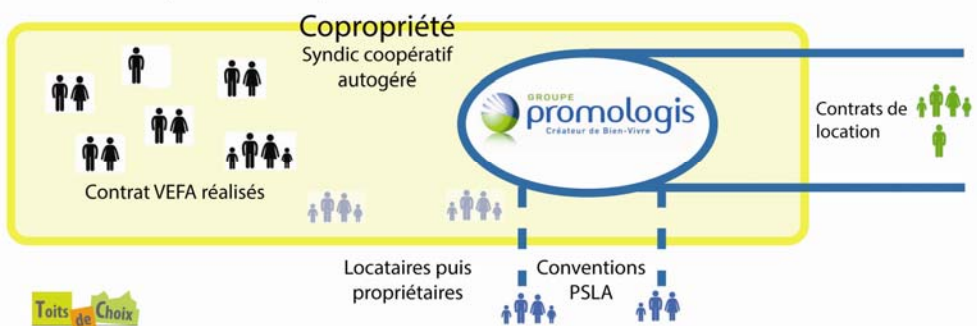 Copropriété
Syndic coopératif
autogéré
GROUPE
promologis
Créateur de Bien-Vivre
Contrats de
location
Contrat VEFA réalisés
Locataires puis
propriétaires
Conventions
PSLA
Toits de Choix